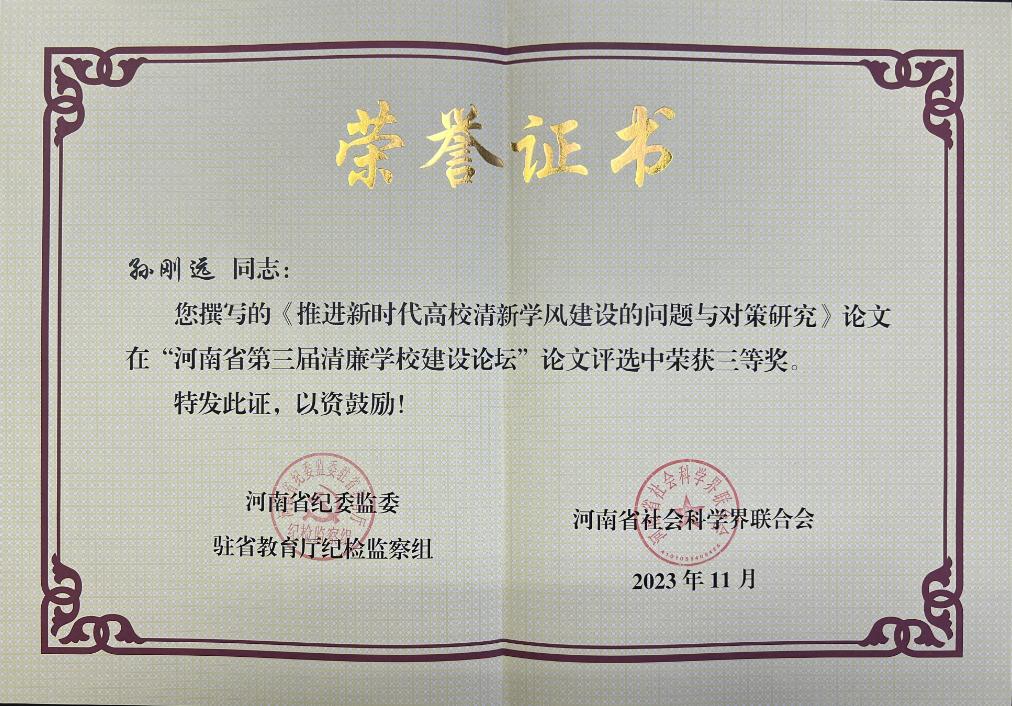 荣誉证书
孙刚远 同志：
您撰写的《推进新时代高校清新学风建设的问题与对策研究》论文
在“河南省第三届清廉学校建设论坛”论文评选中荣获三等奖。
特发此证，以资鼓励！
河南省纪委监委
驻省教育厅纪检监察组
河南省社会科学界联合会
2023年11月
纪检监察组